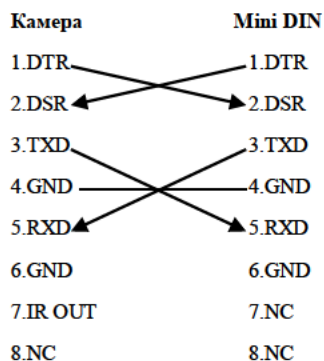 Камера Mini DIN
1.DTR 1.DTR
2.DSR 2.DSR
3.TXD 3.TXD
4.GND 4.GND
5.RXD 5.RXD
6.GND 6.GND
7.IR OUT 7.NC
8.NC 8.NC